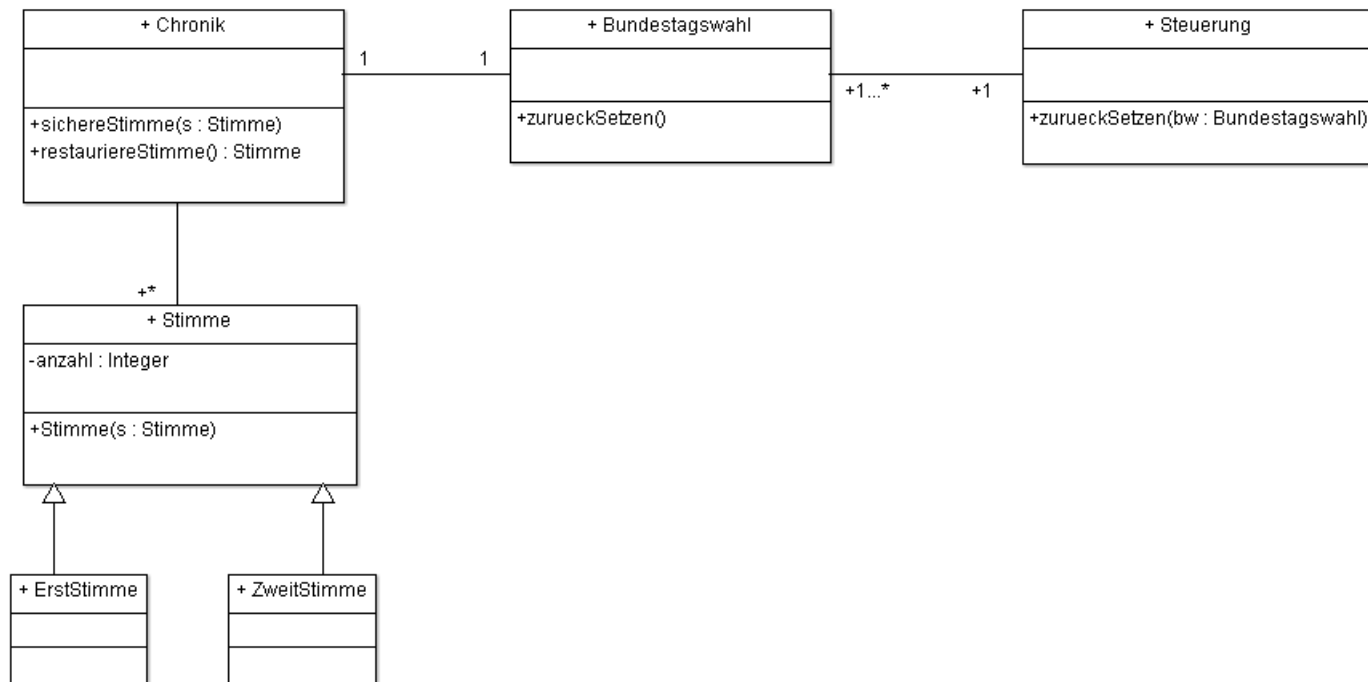 + Chronik
+sichereStimme(s : Stimme)
+restauriereStimme() : Stimme
1
1
+ Bundestagswahl
+zurueckSetzen()
+1...*
+1
+ Steuerung
+zurueckSetzen(bw : Bundestagswahl)
+*
+ Stimme
-anzahl : Integer
+Stimme(s : Stimme)
+ ErstStimme
+ ZweitStimme